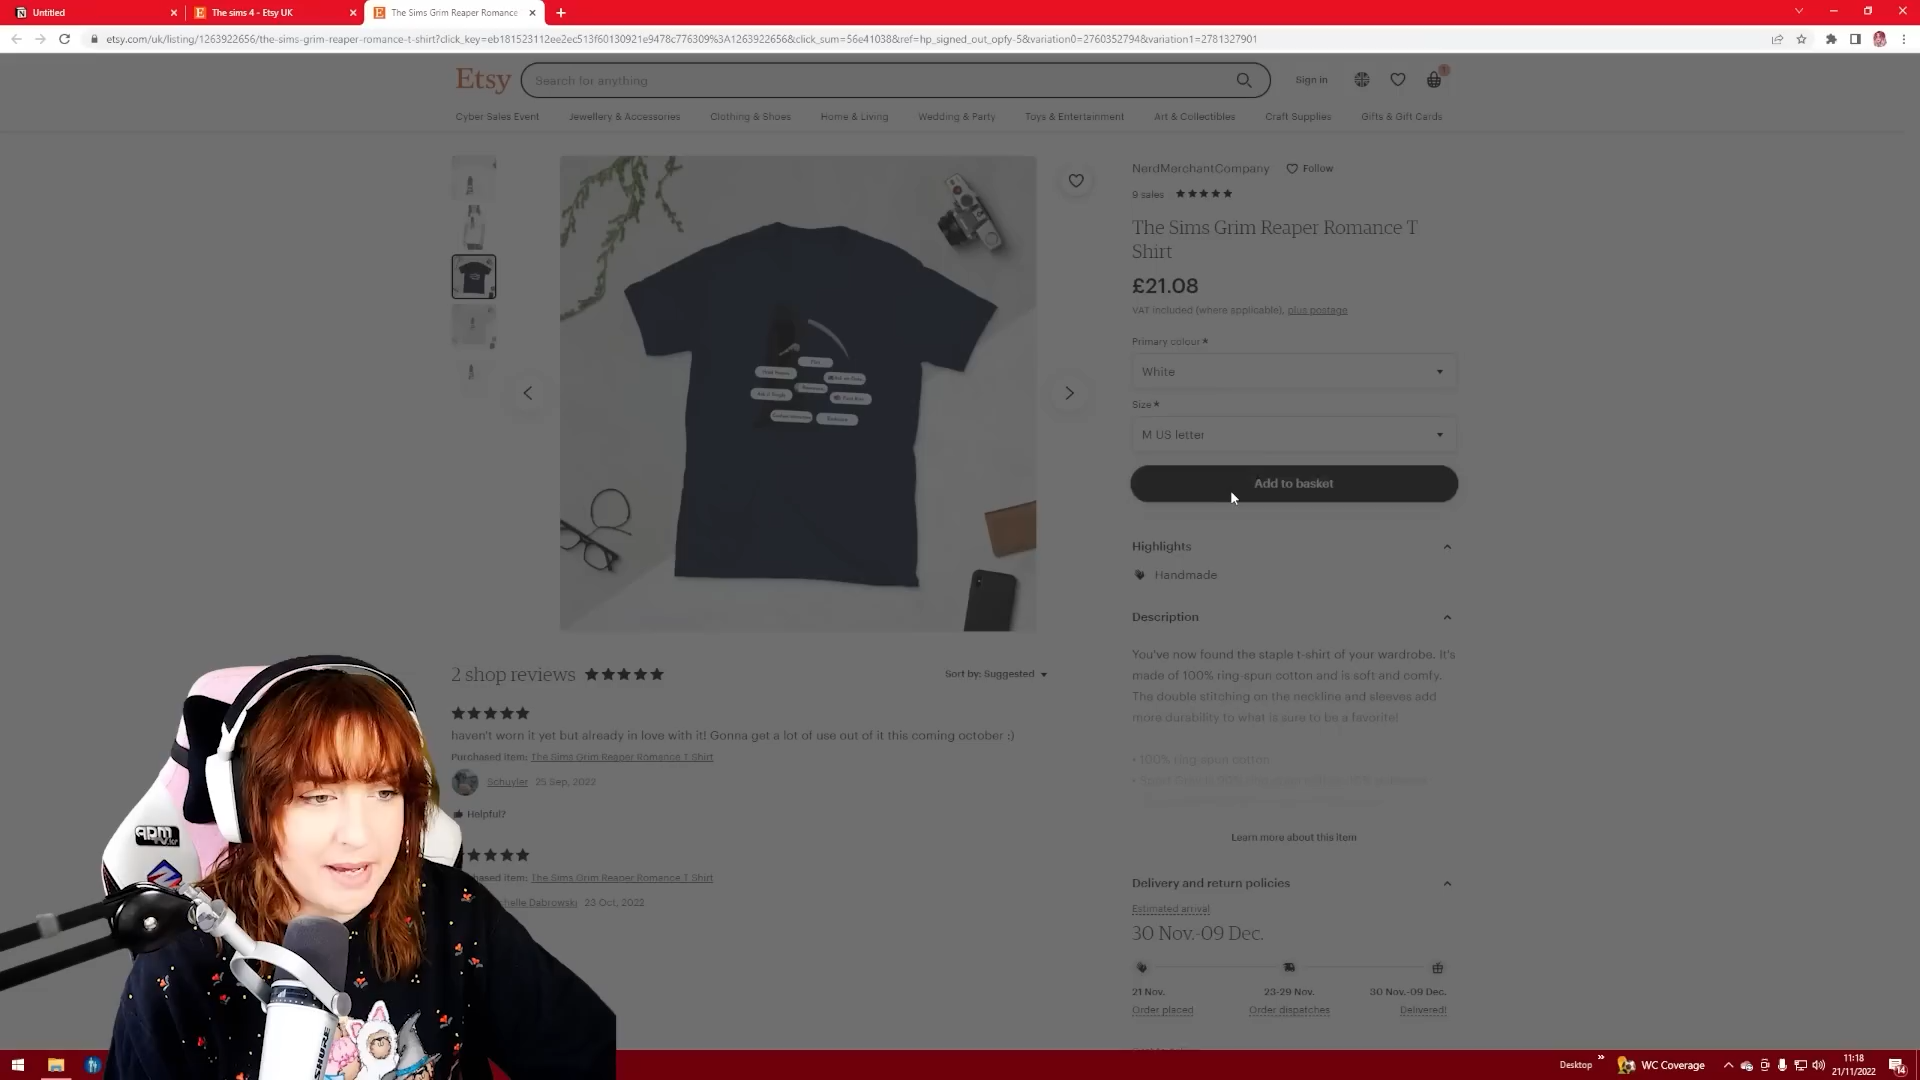 Untitled
The sims 4 - Etsy UK
The Sims Grim Reaper Romance
etsy.com/uk/listing/1263922656/the-sims-grim-reaper-romance-t-shirt?click_key=eb181523112ee2ec513f60130921e9478c776309%3A1263922656&click_sum=56e41038&ref=hp_signed_out_opfy-5&variation0=2760352794&variation1=2781327901
Etsy
Search for anything
Sign in
Cyber Sales Event
Jewellery & Accessories
Clothing & Shoes
Home & Living
Wedding & Party
Toys & Entertainment
Art & Collectibles
Craft Supplies
Gifts & Gift Cards
NerdMerchantCompany
Follow
9 sales
The Sims Grim Reaper Romance T
Shirt
£21.08
VAT included (where applicable), plus postage
Primary colour *
White
Size *
M US letter
Add to basket
Highlights
Handmade
Description
You've now found the staple t-shirt of your wardrobe. It's
made of 100% ring-spun cotton and is soft and comfy.
The double stitching on the neckline and sleeves add
more durability to what is sure to be a favorite!
• 100% ring-spun cotton
Learn more about this item
Delivery and return policies
Estimated arrival
30 Nov.-09 Dec.
21 Nov.
23-29 Nov.
30 Nov.-09 Dec.
Order placed
Order dispatches
Delivered!
2 shop reviews
Sort by: Suggested
haven't worn it yet but already in love with it! Gonna get a lot of use out of it this coming october :)
Purchased item: The Sims Grim Reaper Romance T Shirt
Schuyler 25 Sep, 2022
Helpful?
hased item: The Sims Grim Reaper Romance T Shirt
helle Dabrowski 23 Oct, 2022
SHURE
Desktop
WC Coverage
11:18
21/11/2022